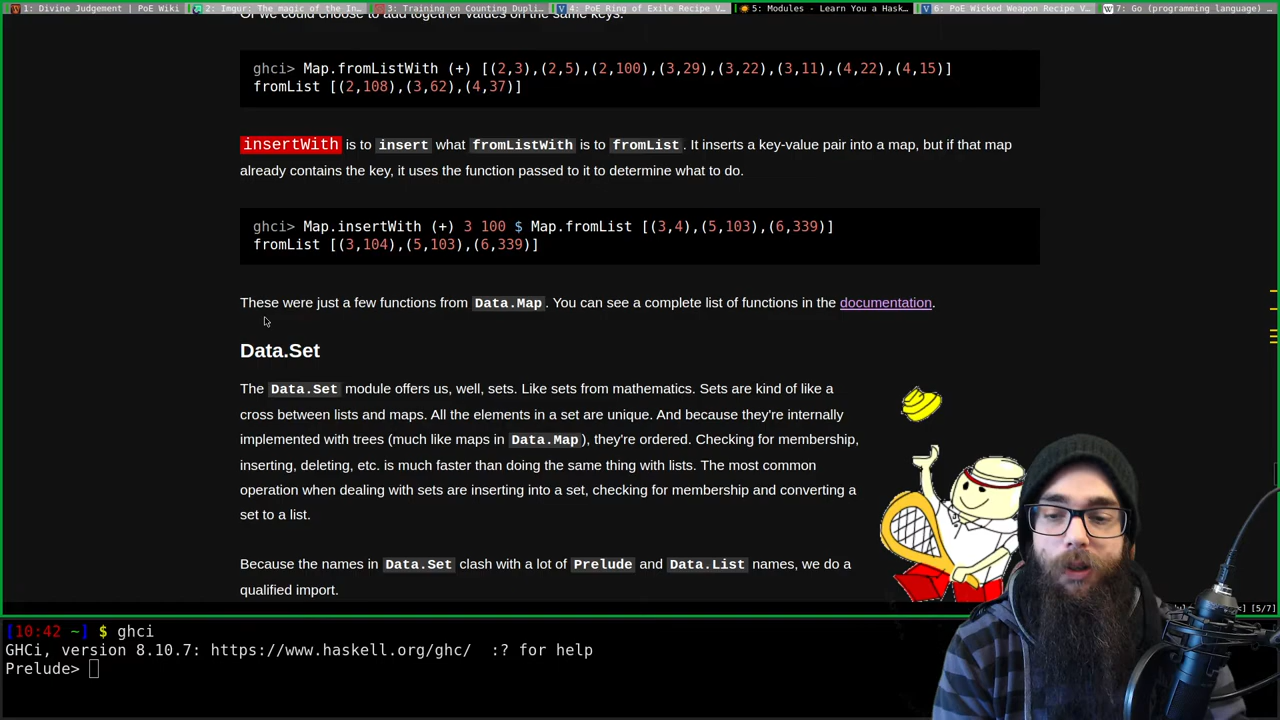 1: Divine Judgement | PoE Wiki
2: Imgur: The magic of the In…
3: Training on Counting Dupli…
4: PoE Ring of Exile Recipe V…
5: Modules - Learn You a Hask…
6: PoE Wicked Weapon Recipe V…
7: Go (programming language) …
Or we could choose to add together values on the same keys:
ghci> Map.fromListWith (+) [(2,3),(2,5),(2,100),(3,29),(3,22),(3,11),(4,22),(4,15)]
fromList [(2,108),(3,62),(4,37)]
insertWith is to insert what fromListWith is to fromList. It inserts a key-value pair into a map, but if that map
already contains the key, it uses the function passed to it to determine what to do.
ghci> Map.insertWith (+) 3 100 $ Map.fromList [(3,4),(5,103),(6,339)]
fromList [(3,104),(5,103),(6,339)]
These were just a few functions from Data.Map. You can see a complete list of functions in the documentation.
Data.Set
The Data.Set module offers us, well, sets. Like sets from mathematics. Sets are kind of like a
cross between lists and maps. All the elements in a set are unique. And because they're internally
implemented with trees (much like maps in Data.Map), they're ordered. Checking for membership,
inserting, deleting, etc. is much faster than doing the same thing with lists. The most common
operation when dealing with sets are inserting into a set, checking for membership and converting a
set to a list.
Because the names in Data.Set clash with a lot of Prelude and Data.List names, we do a
qualified import.
[5/7]
[10:42 ~] $ ghci
GHCi, version 8.10.7: https://www.haskell.org/ghc/ :? for help
Prelude>